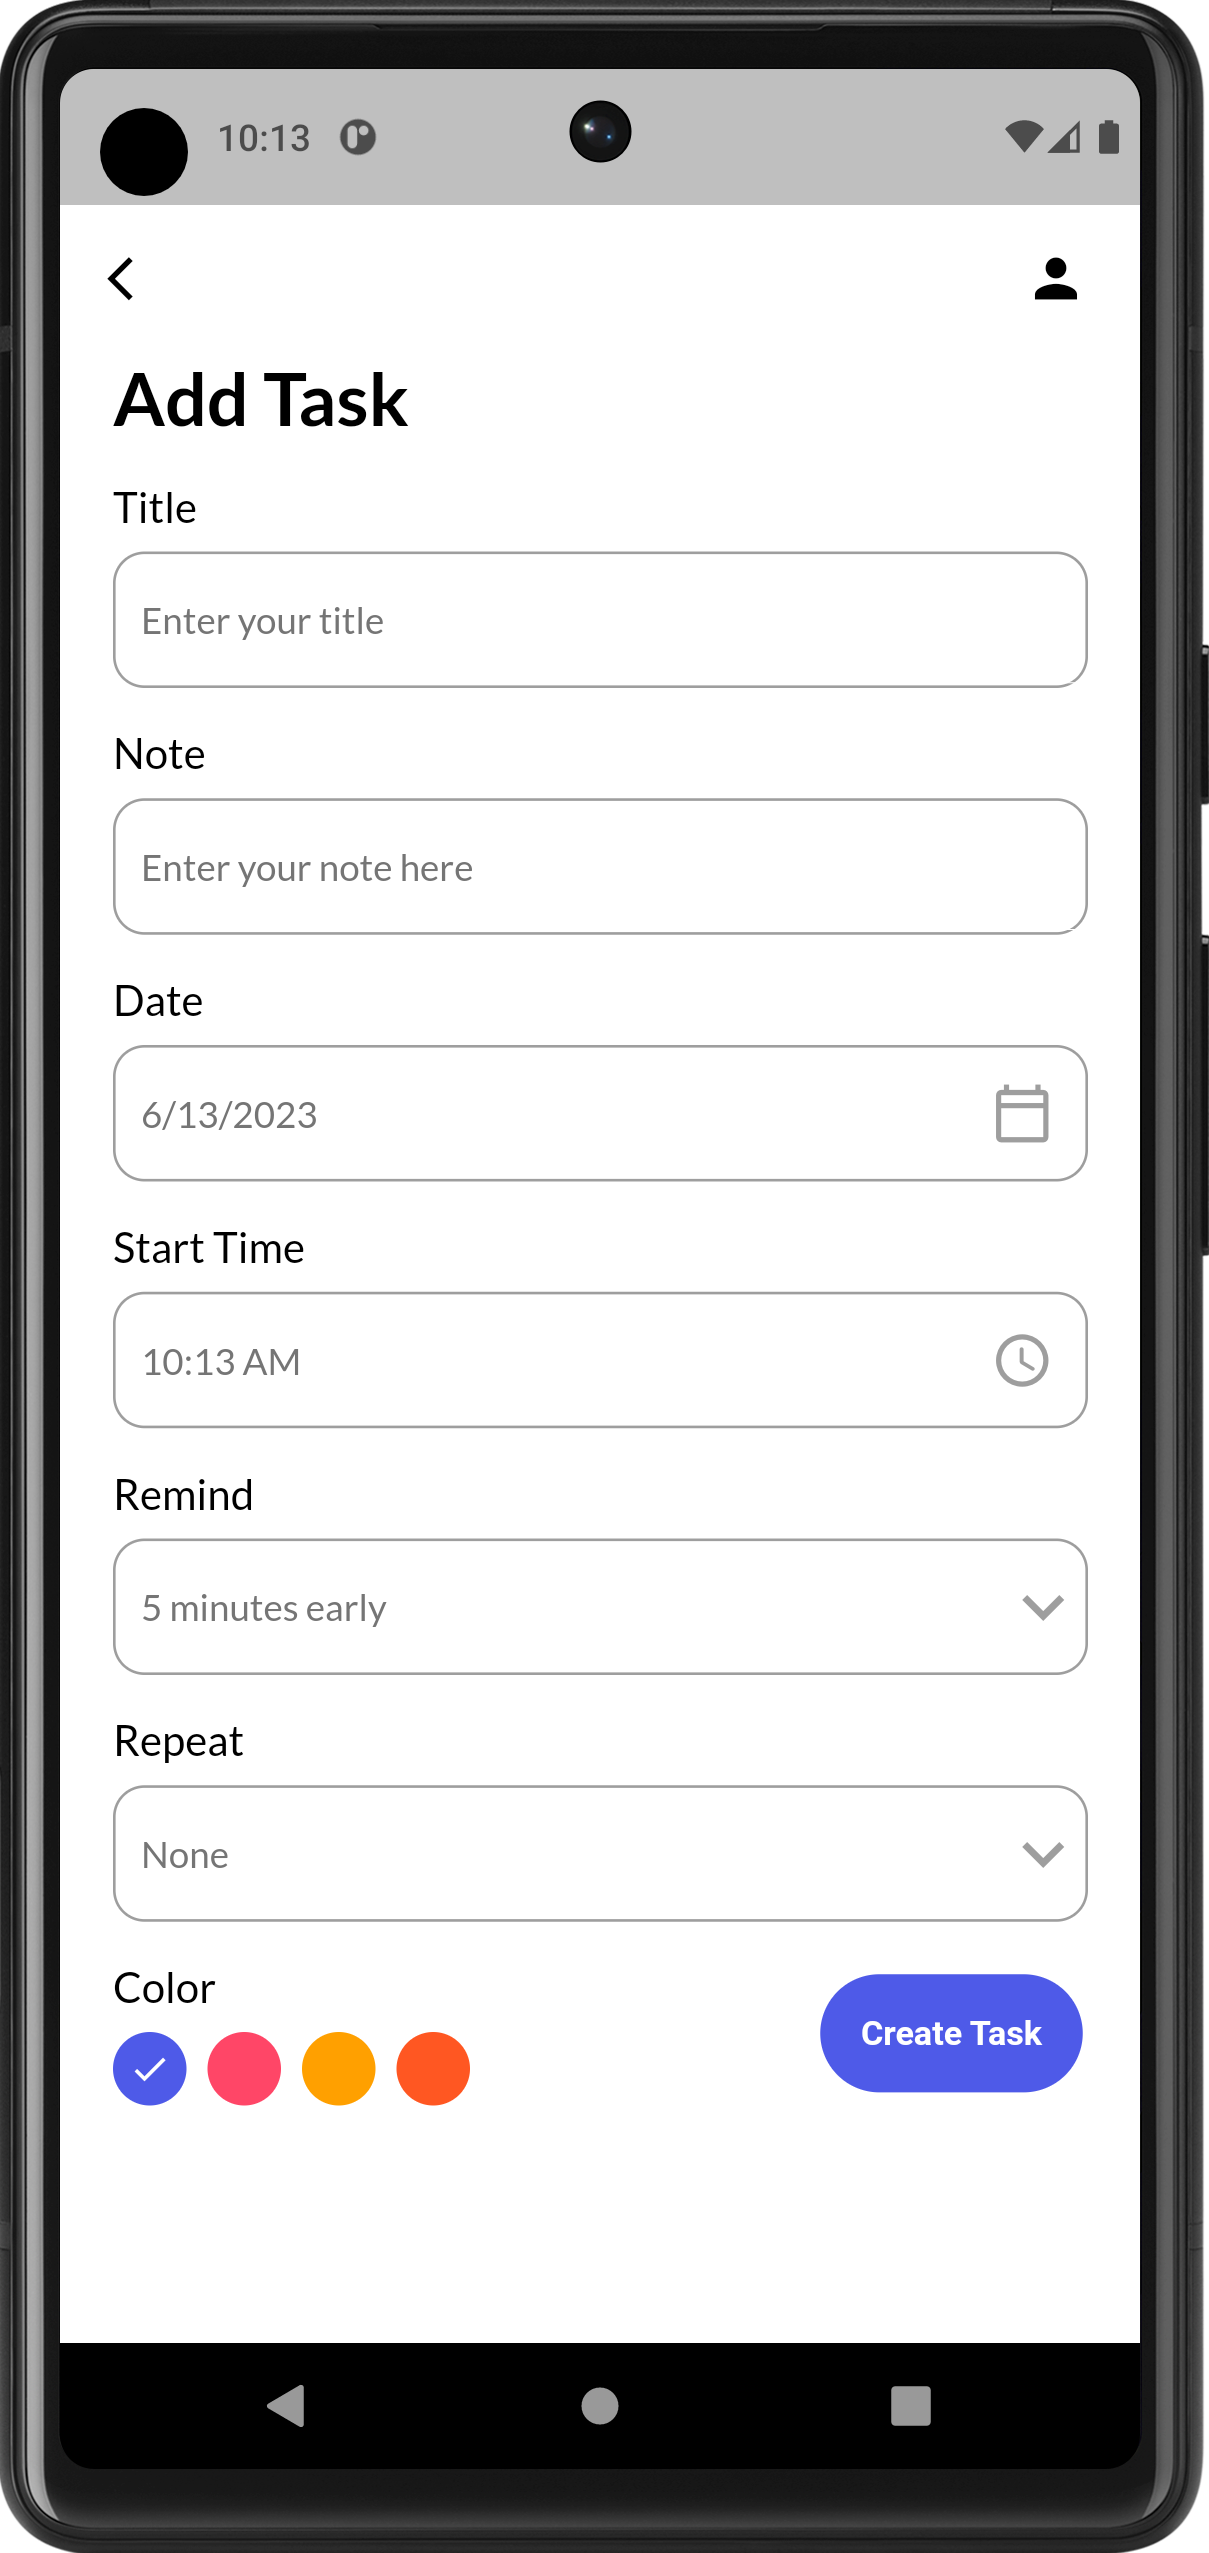 10:13
Add Task
Title
Enter your title
Note
Enter your note here
Date
6/13/2023
Start Time
10:13 AM
Remind
5 minutes early
Repeat
None
Color
Create Task